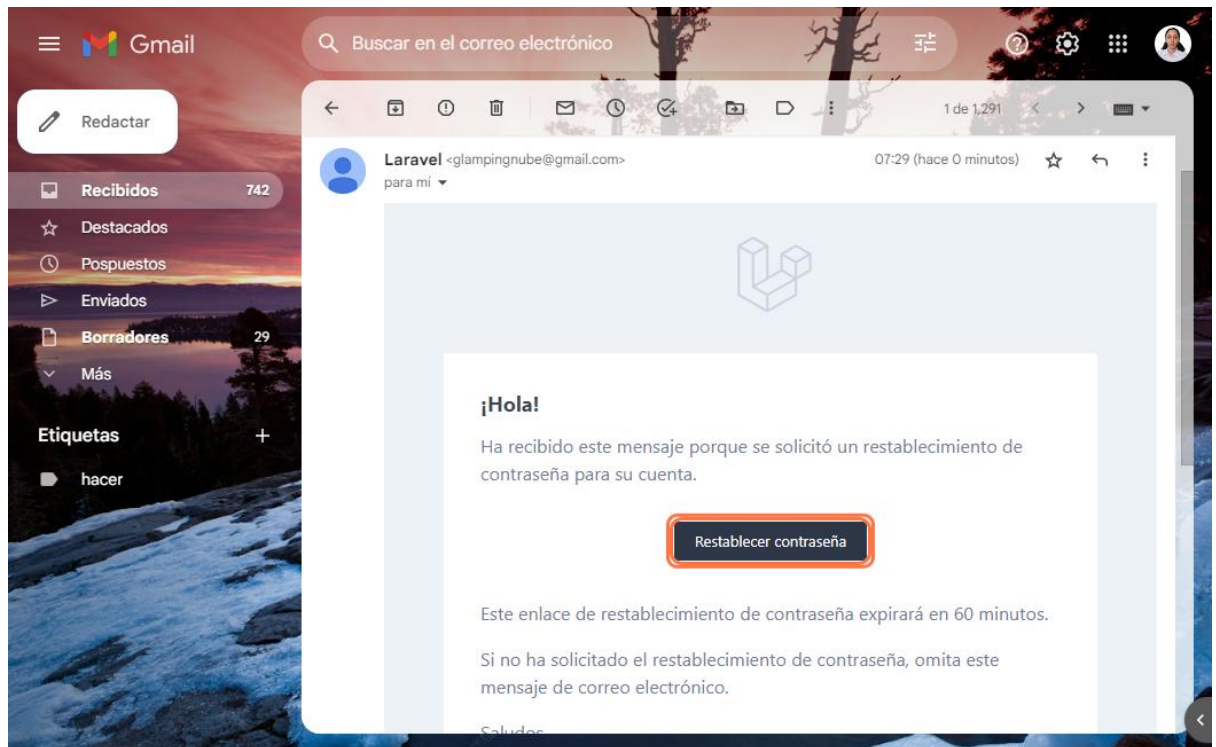 Gmail
Buscar en el correo electrónico
Redactar
1 de 1,291
Recibidos 742
Destacados
Pospuestos
Enviados
Borradores 29
Más
Etiquetas +
hacer
Laravel <glampingnube@gmail.com>
07:29 (hace 0 minutos)
para mí
¡Hola!
Ha recibido este mensaje porque se solicitó un restablecimiento de
contraseña para su cuenta.
Restablecer contraseña
Este enlace de restablecimiento de contraseña expirará en 60 minutos.
Si no ha solicitado el restablecimiento de contraseña, omita este
mensaje de correo electrónico.
Saludos